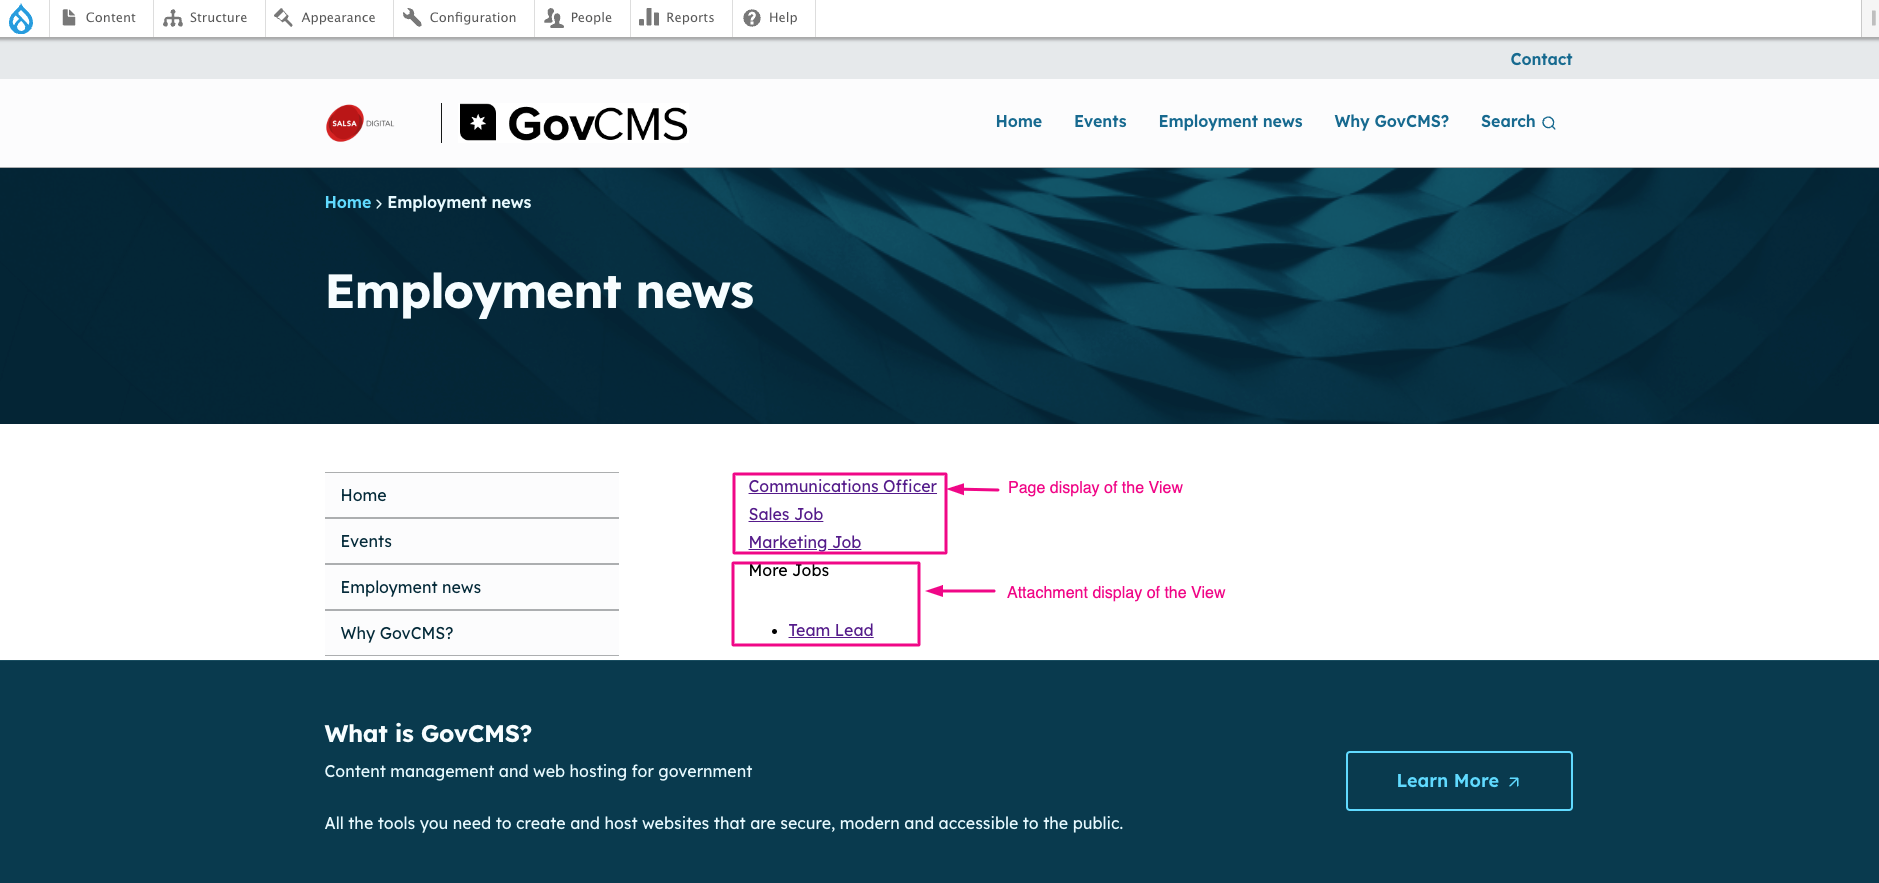 Content Structure Appearance Configuration People Reports Help
Contact
SALSA DIGITAL GovCMS
Home Events Employment news Why GovCMS? Search
Home > Employment news
Employment news
Home
Events
Employment news
Why GovCMS?
Communications Officer
Page display of the View
Sales Job
Marketing Job
More Jobs
Attachment display of the View
• Team Lead
What is GovCMS?
Content management and web hosting for government
All the tools you need to create and host websites that are secure, modern and accessible to the public.
Learn More